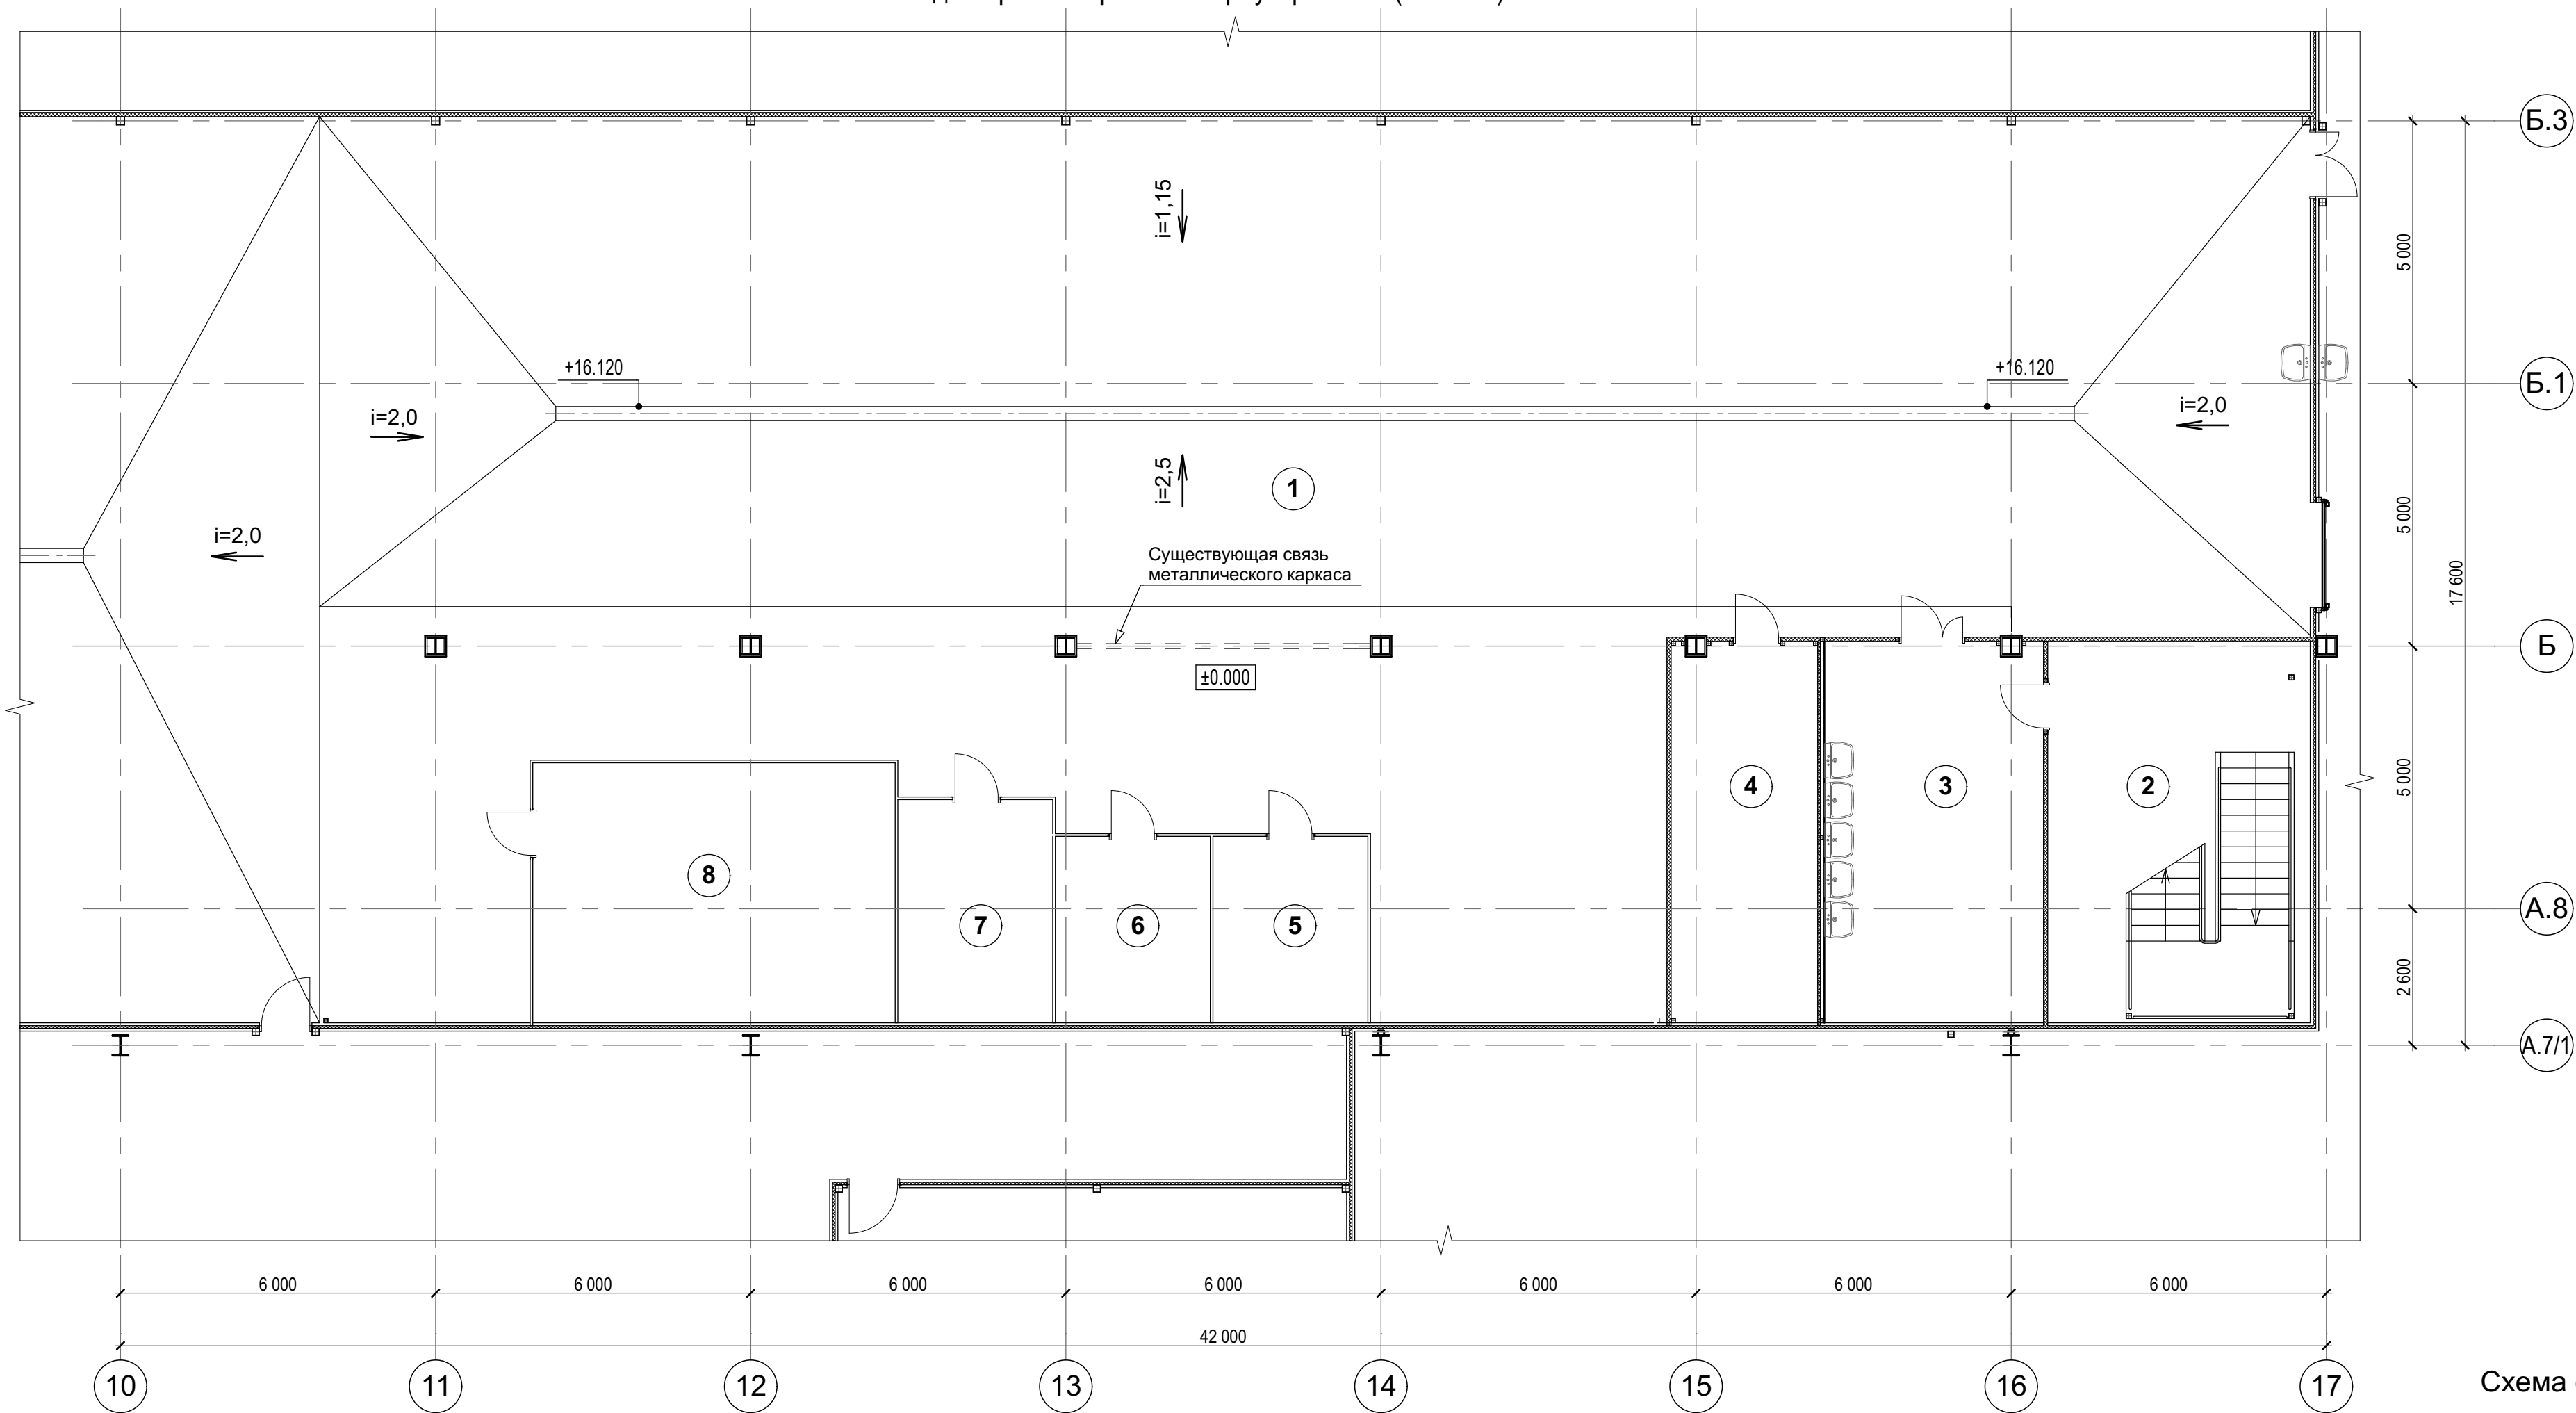 Б.3
i=1,15
5 000
+16.120
+16.120
Б.1
i=2,0
i=2,0
i=2,5
1
5 000
i=2,0
Существующая связь
металлического каркаса
17 600
Б
±0.000
4
3
2
5 000
8
7
6
5
А.8
2 600
А.7/1
6 000
6 000
6 000
6 000
6 000
6 000
6 000
42 000
10
11
12
13
14
15
16
17
Схема